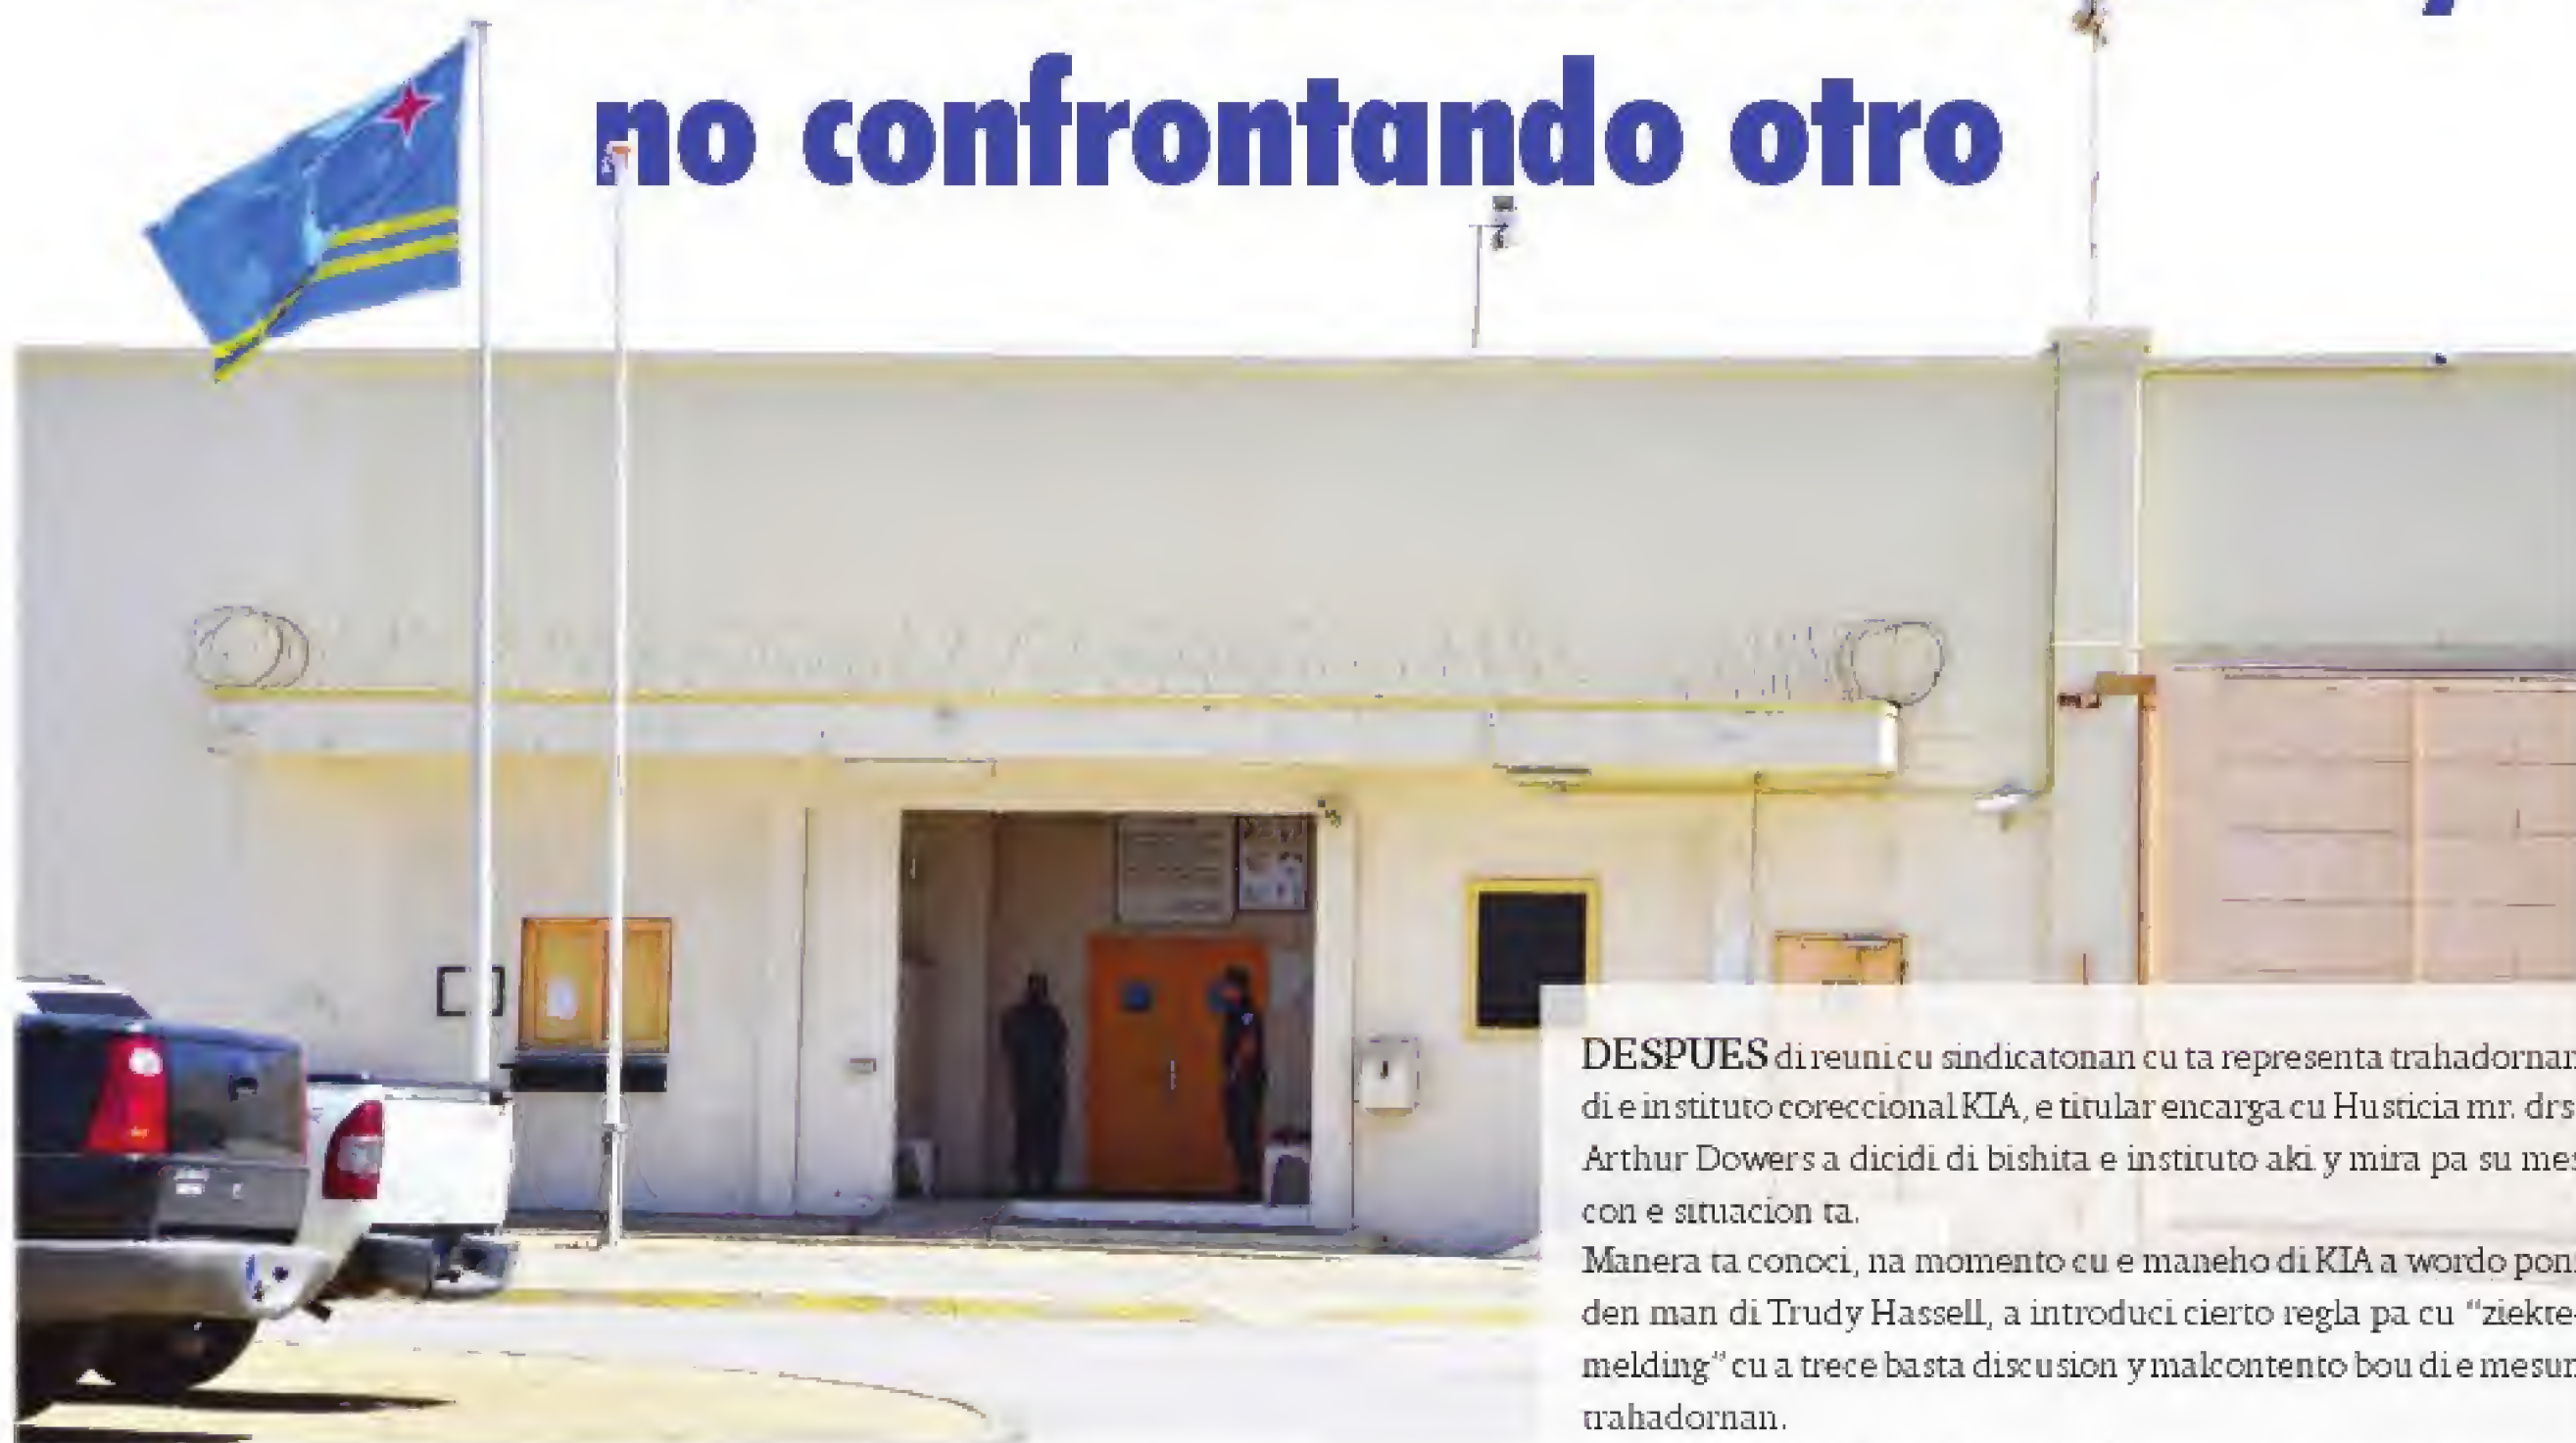 no confrontando otro
DESPUES di reuni cu sindicatonan cu ta representa trahadornan
di e instituto coreccional KIA, e titular encarga cu Husticia mr. drs.
Arthur Dowers a dicidi di bishita e instituto aki y mira pa su mes
con e situacion ta.
Manera ta conoci, na momento cu e maneho di KIA a wordo poni
den man di Trudy Hassell, a introduci cierto regla pa cu “ziekte-
melding” cu a trece basta discusion y malcontento bou di e mesun
trahadornan.